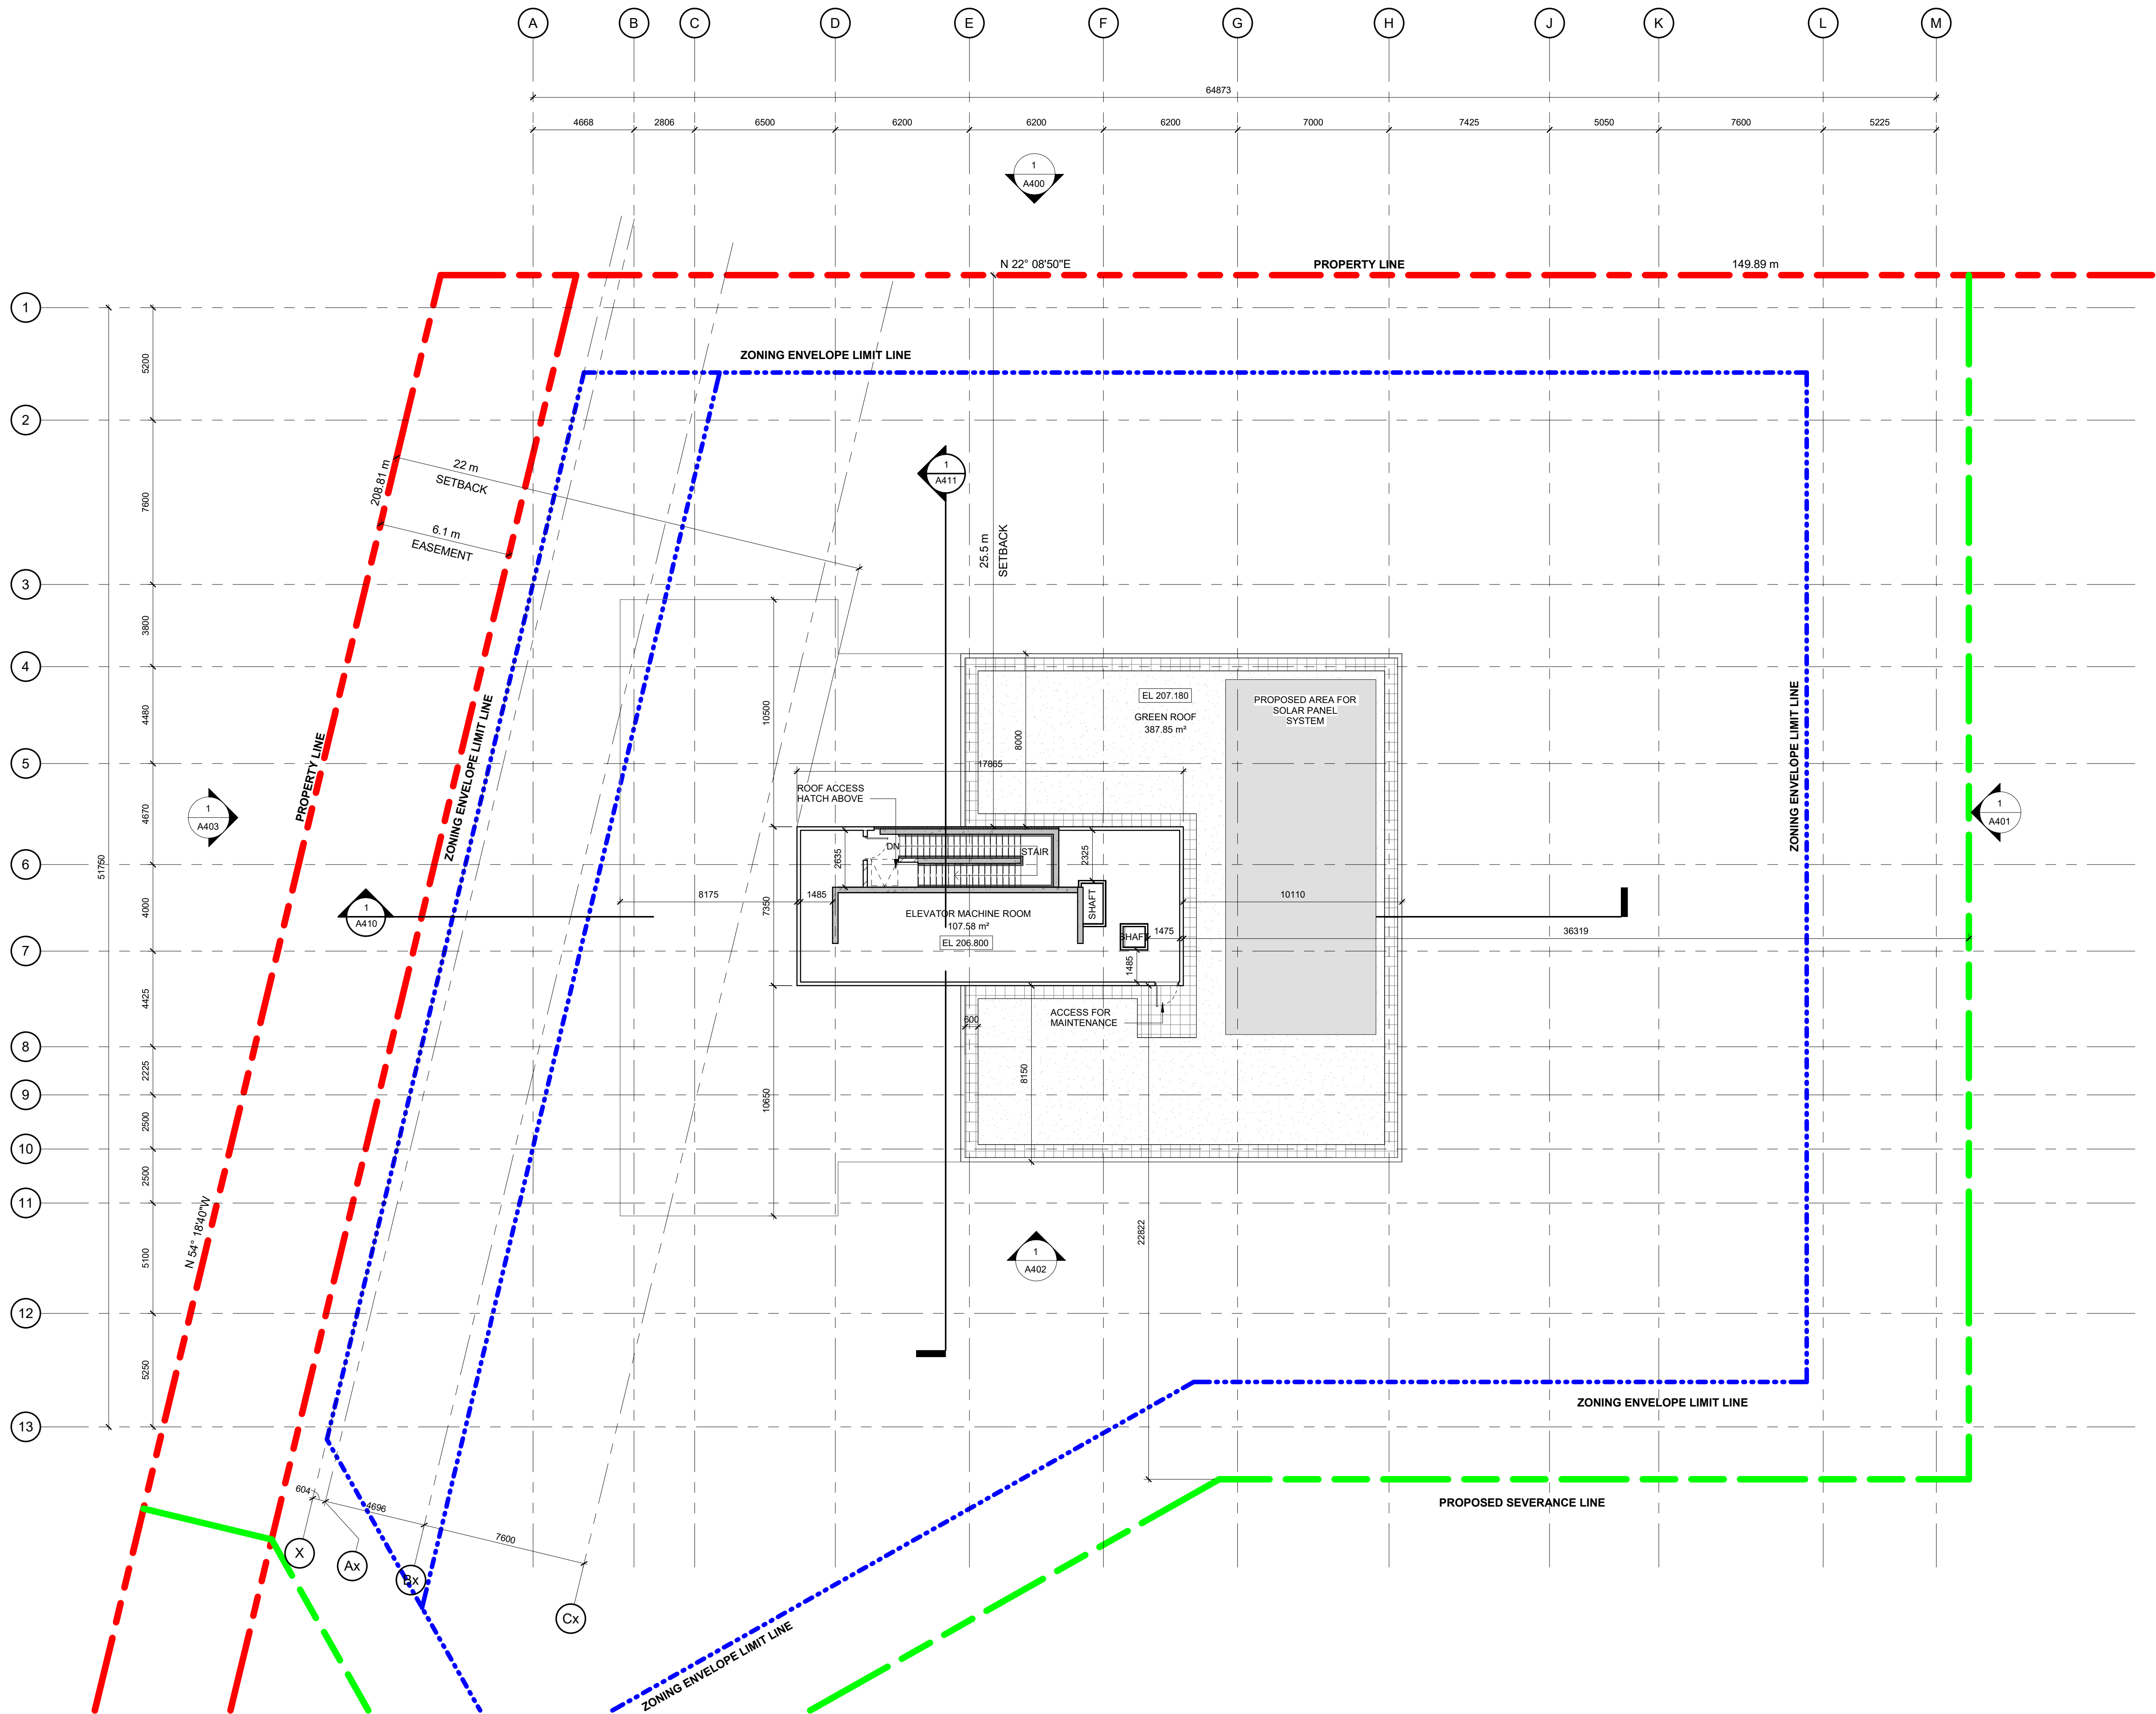 A B C D E F G H J K L M
64873
4668 2806 6500 6200 6200 6200 7000 7425 5050 7600 5225
1
A400
N 22° 08'50"E
PROPERTY LINE
149.89 m
1
2
3
4
5
6
7
8
9
10
11
12
13
51750
5200
7600
3800
4480
4670
4000
4425
2225
2500
2500
5100
5250
ZONING ENVELOPE LIMIT LINE
208.81 m
22 m
SETBACK
6.1 m
EASEMENT
1
A411
25.5 m
SETBACK
PROPERTY LINE
ZONING ENVELOPE LIMIT LINE
ZONING ENVELOPE LIMIT LINE
1
A403
1
A401
EL 207.180
GREEN ROOF
387.85 m²
PROPOSED AREA FOR
SOLAR PANEL
SYSTEM
10500
8000
17865
ROOF ACCESS
HATCH ABOVE
DN
STAIR
2635
2325
SHAFT
1
A410
8175
1485
7350
10110
ELEVATOR MACHINE ROOM
107.58 m²
EL 206.800
SHAFT
1475
36319
1485
600
ACCESS FOR
MAINTENANCE
8150
10650
N 54° 18'40"W
1
A402
22822
ZONING ENVELOPE LIMIT LINE
PROPOSED SEVERANCE LINE
604
4696
7600
X
Ax
Bx
Cx
ZONING ENVELOPE LIMIT LINE